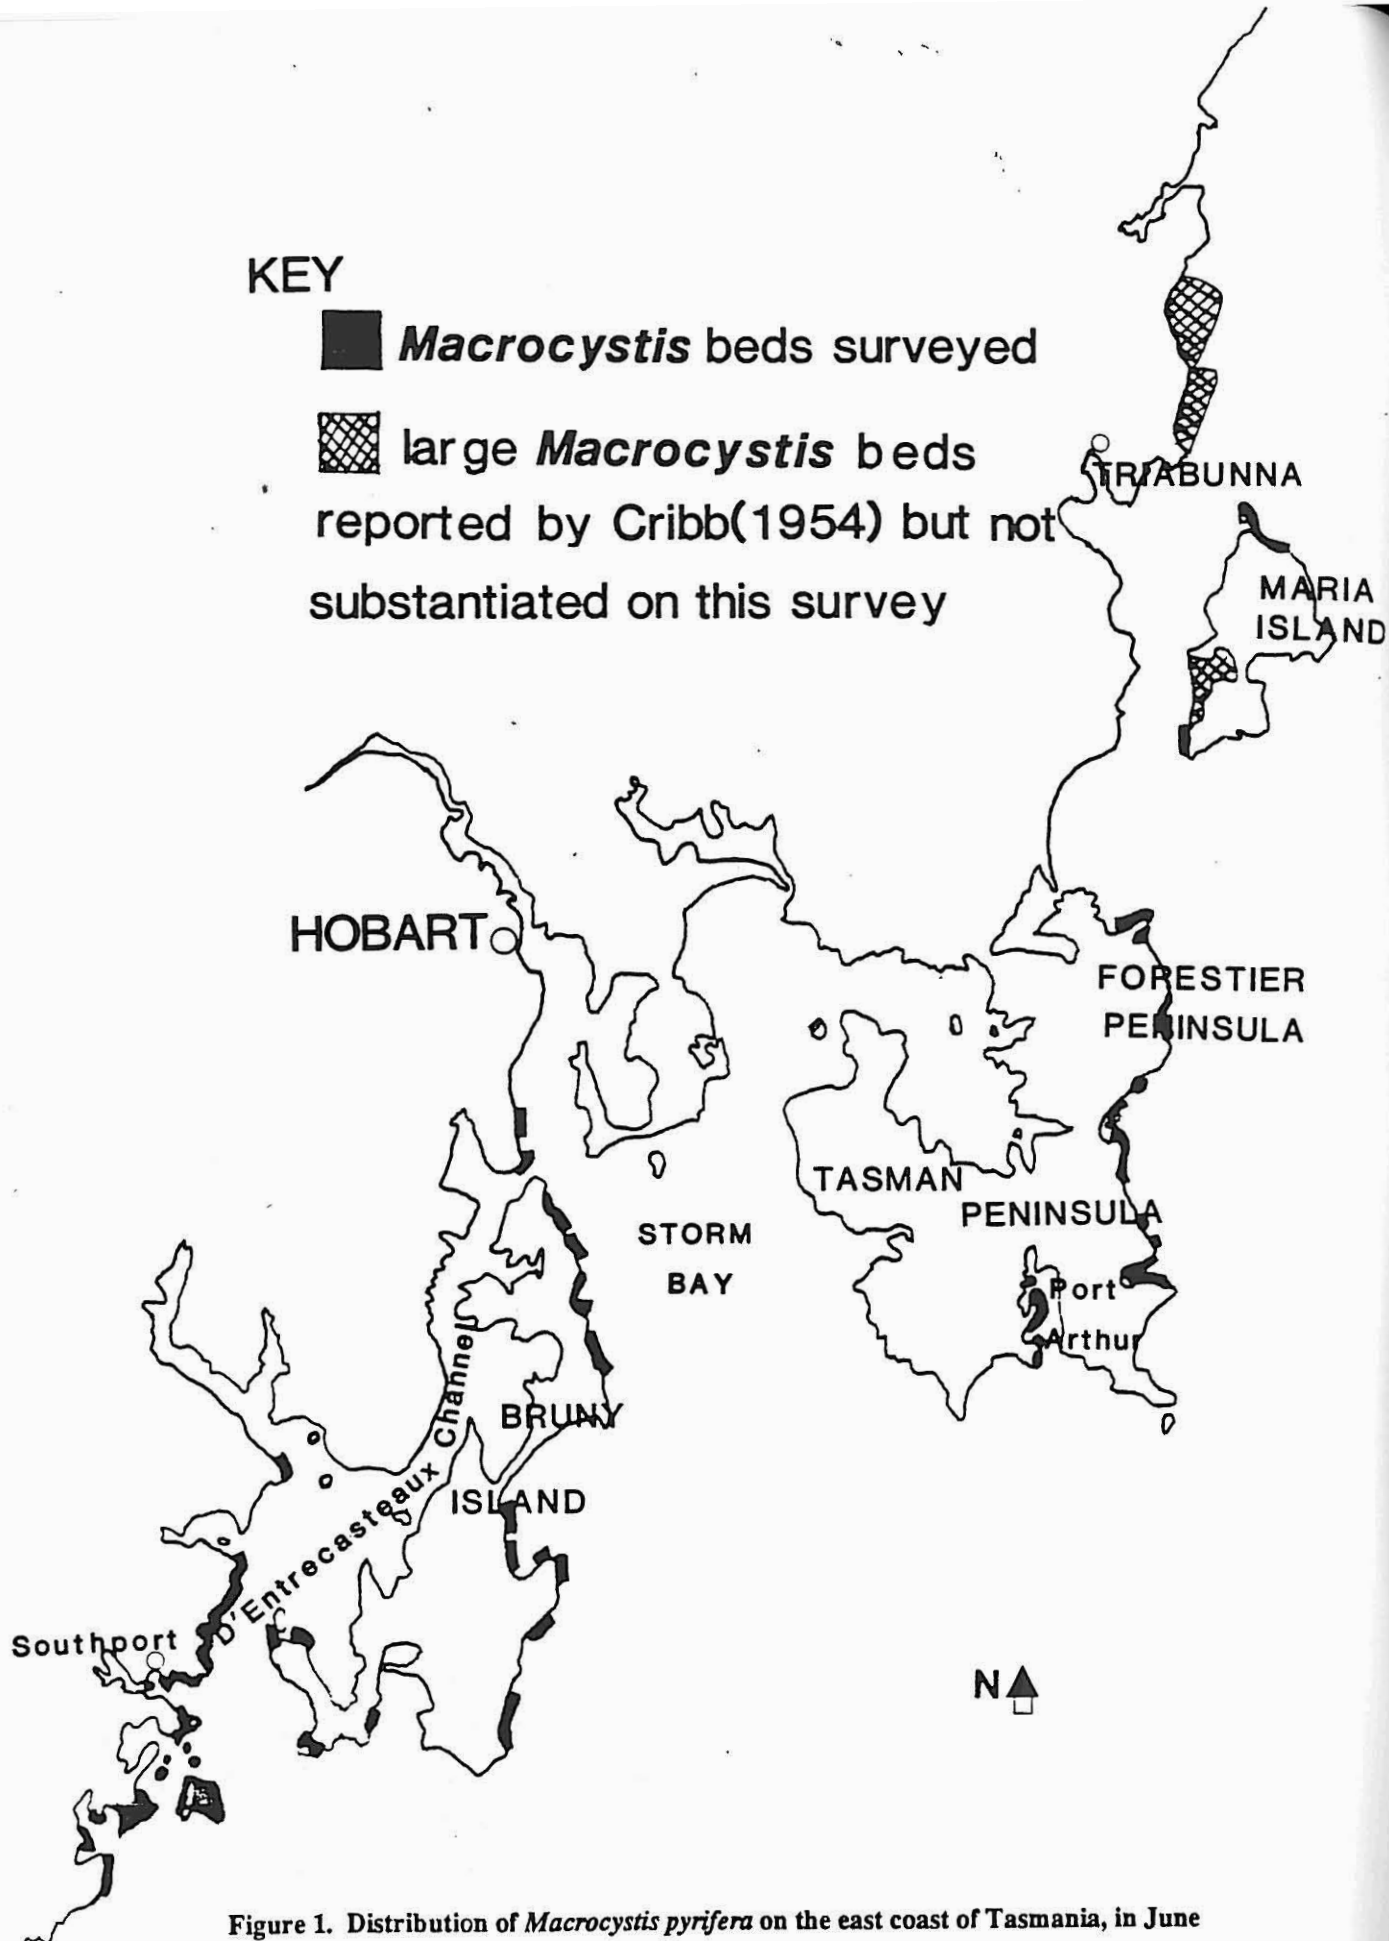 KEY
Macrocystis beds surveyed
large Macrocystis beds
reported by Cribb(1954) but not
substantiated on this survey
TRIABUNNA
MARIA
ISLAND
HOBART
FORESTIER
PENINSULA
TASMAN
PENINSULA
STORM
BAY
Port
Arthur
D'Entrecasteaux Channel
BRUNY
ISLAND
Southport
N
Figure 1. Distribution of Macrocystis pyrifera on the east coast of Tasmania, in June